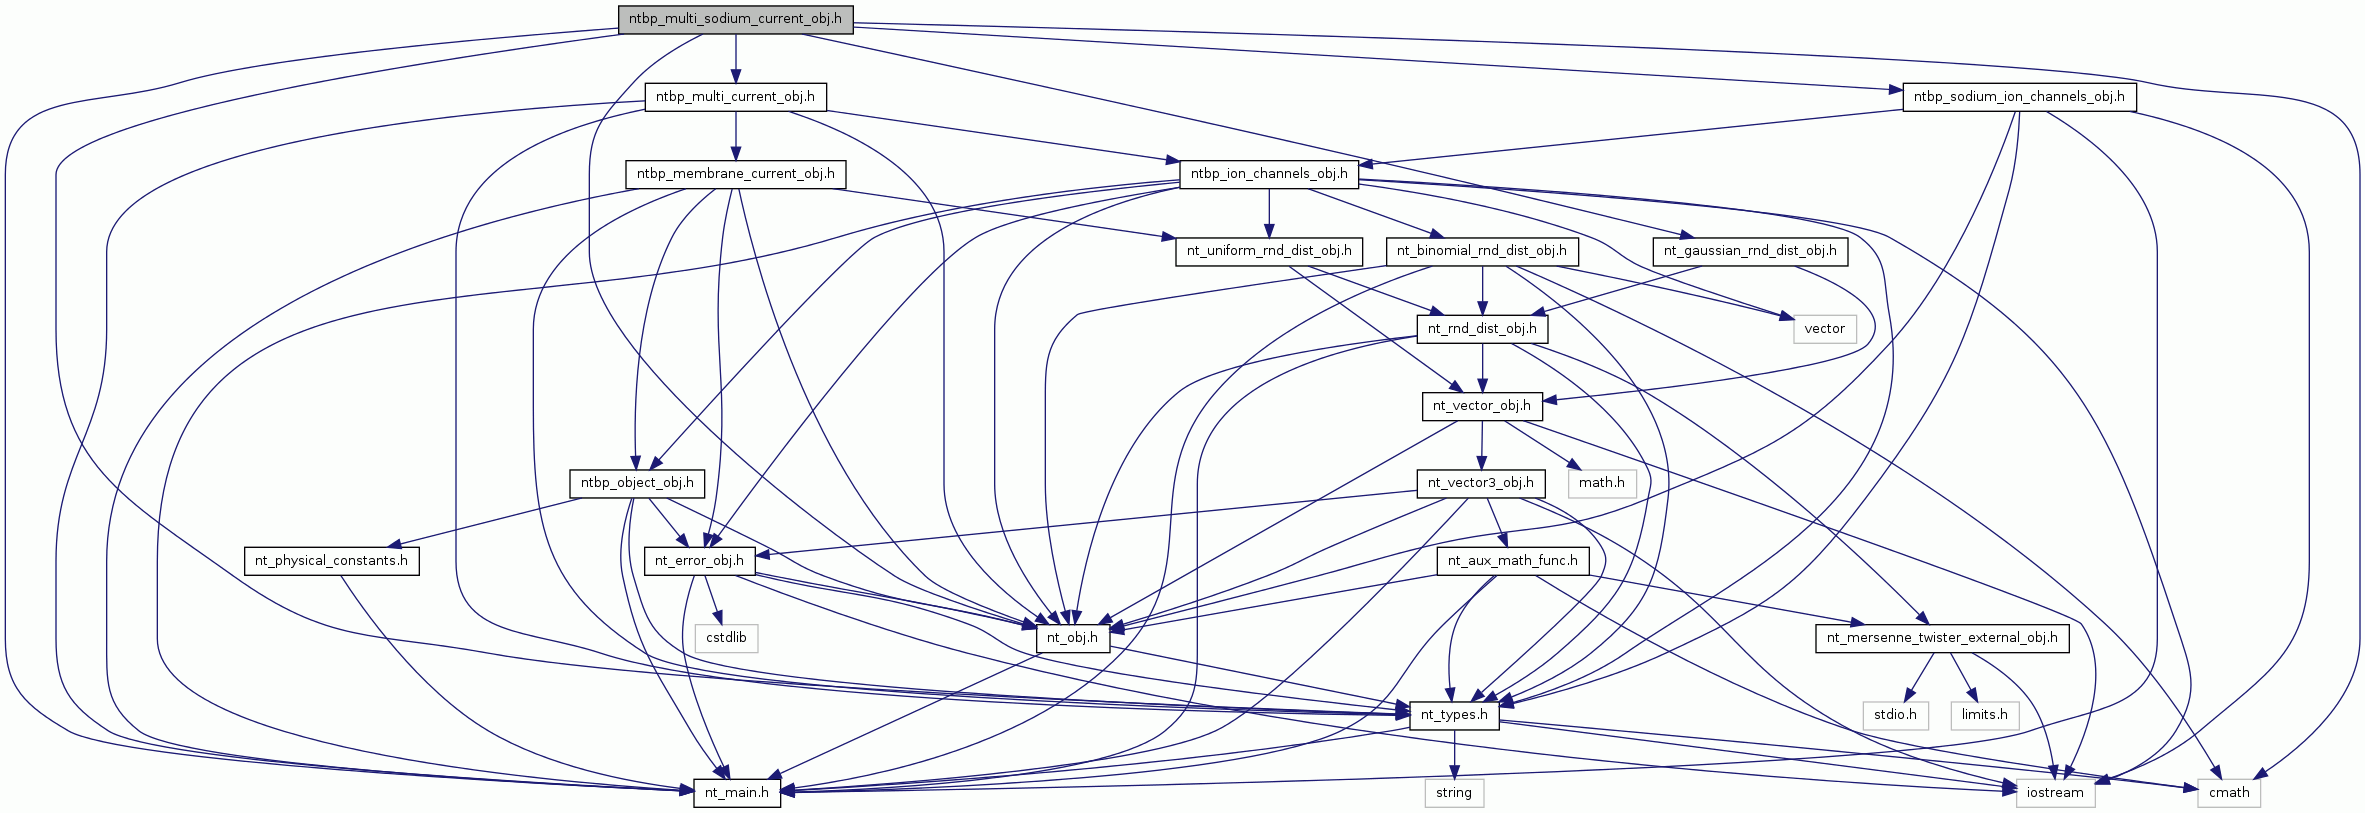 ntbp_multi_sodium_current_obj.h
ntbp_multi_current_obj.h
ntbp_sodium_ion_channels_obj.h
ntbp_membrane_current_obj.h
ntbp_ion_channels_obj.h
nt_uniform_rnd_dist_obj.h
nt_binomial_rnd_dist_obj.h
nt_gaussian_rnd_dist_obj.h
nt_rnd_dist_obj.h
vector
nt_vector_obj.h
ntbp_object_obj.h
nt_vector3_obj.h
math.h
nt_physical_constants.h
nt_error_obj.h
nt_aux_math_func.h
cstdlib
nt_obj.h
nt_mersenne_twister_external_obj.h
nt_types.h
stdio.h
limits.h
nt_main.h
string
iostream
cmath